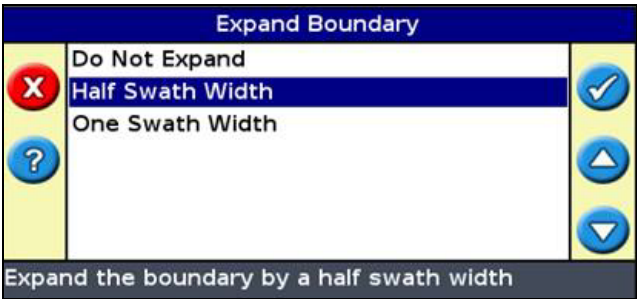 Expand Boundary
Do Not Expand
Half Swath Width
One Swath Width
Expand the boundary by a half swath width